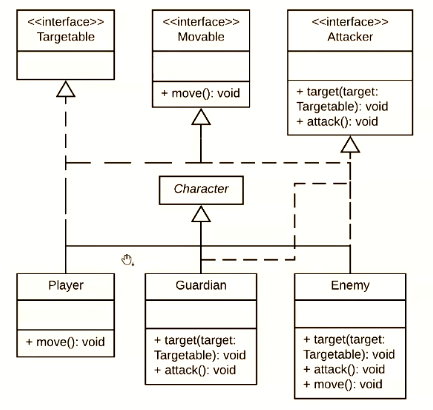 <<interface>>
Targetable
<<interface>>
Movable
+ move(): void
<<interface>>
Attacker
+ target(target:
Targetable): void
+ attack(): void
Character
Player
+ move(): void
Guardian
+ target(target:
Targetable): void
+ attack(): void
Enemy
+ target(target:
Targetable): void
+ attack(): void
+ move(): void